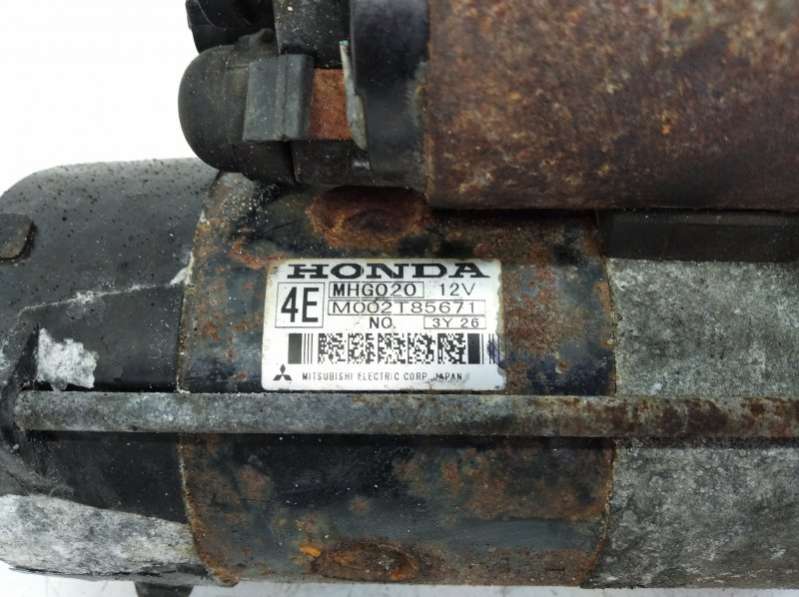 HONDA
4E MHG020 12V
M002T85671
NO. 3Y 26
MITSUBISHI ELECTRIC CORP. JAPAN